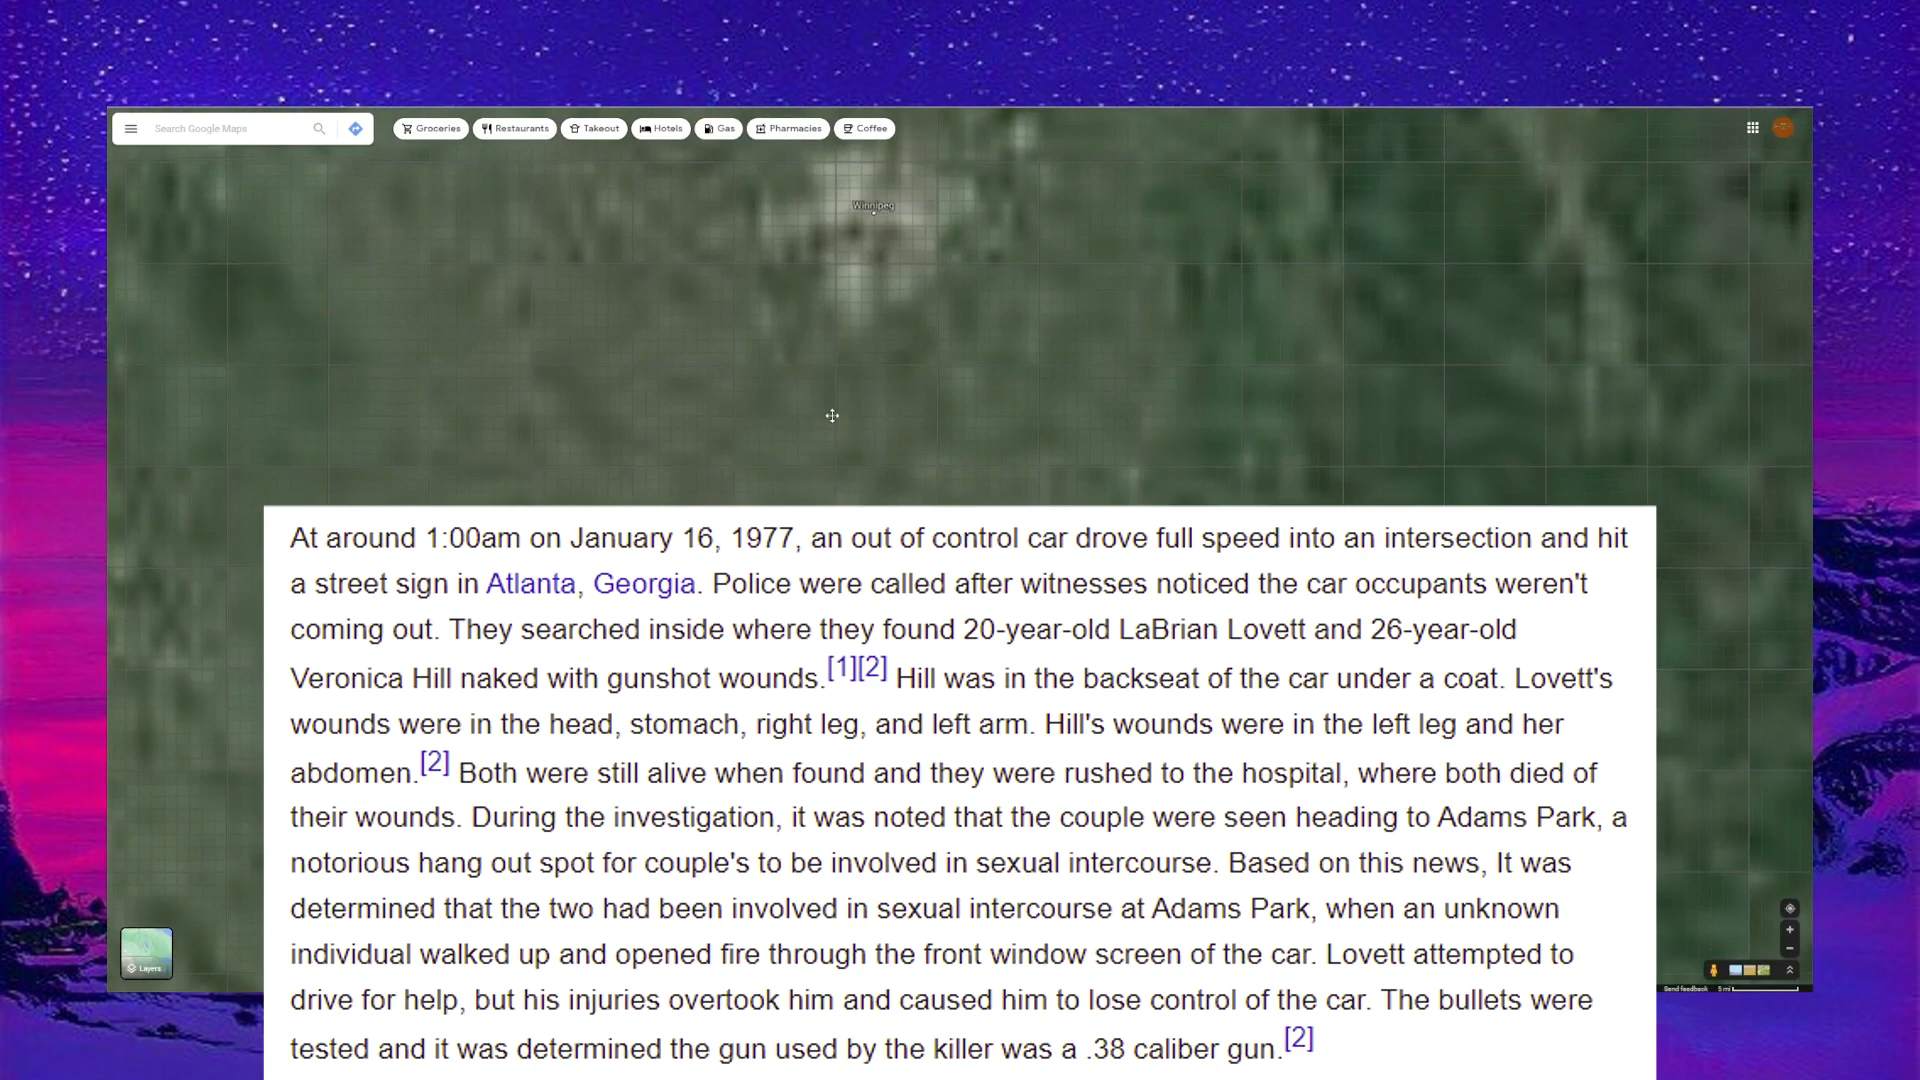 Search Google Maps
Groceries
Restaurants
Takeout
Hotels
Gas
Pharmacies
Coffee
Winnipeg
At around 1:00am on January 16, 1977, an out of control car drove full speed into an intersection and hit
a street sign in Atlanta, Georgia. Police were called after witnesses noticed the car occupants weren't
coming out. They searched inside where they found 20-year-old LaBrian Lovett and 26-year-old
Veronica Hill naked with gunshot wounds.[1][2] Hill was in the backseat of the car under a coat. Lovett's
wounds were in the head, stomach, right leg, and left arm. Hill's wounds were in the left leg and her
abdomen.[2] Both were still alive when found and they were rushed to the hospital, where both died of
their wounds. During the investigation, it was noted that the couple were seen heading to Adams Park, a
notorious hang out spot for couple's to be involved in sexual intercourse. Based on this news, It was
determined that the two had been involved in sexual intercourse at Adams Park, when an unknown
individual walked up and opened fire through the front window screen of the car. Lovett attempted to
drive for help, but his injuries overtook him and caused him to lose control of the car. The bullets were
tested and it was determined the gun used by the killer was a .38 caliber gun.[2]
Layers
Send feedback
5 mi